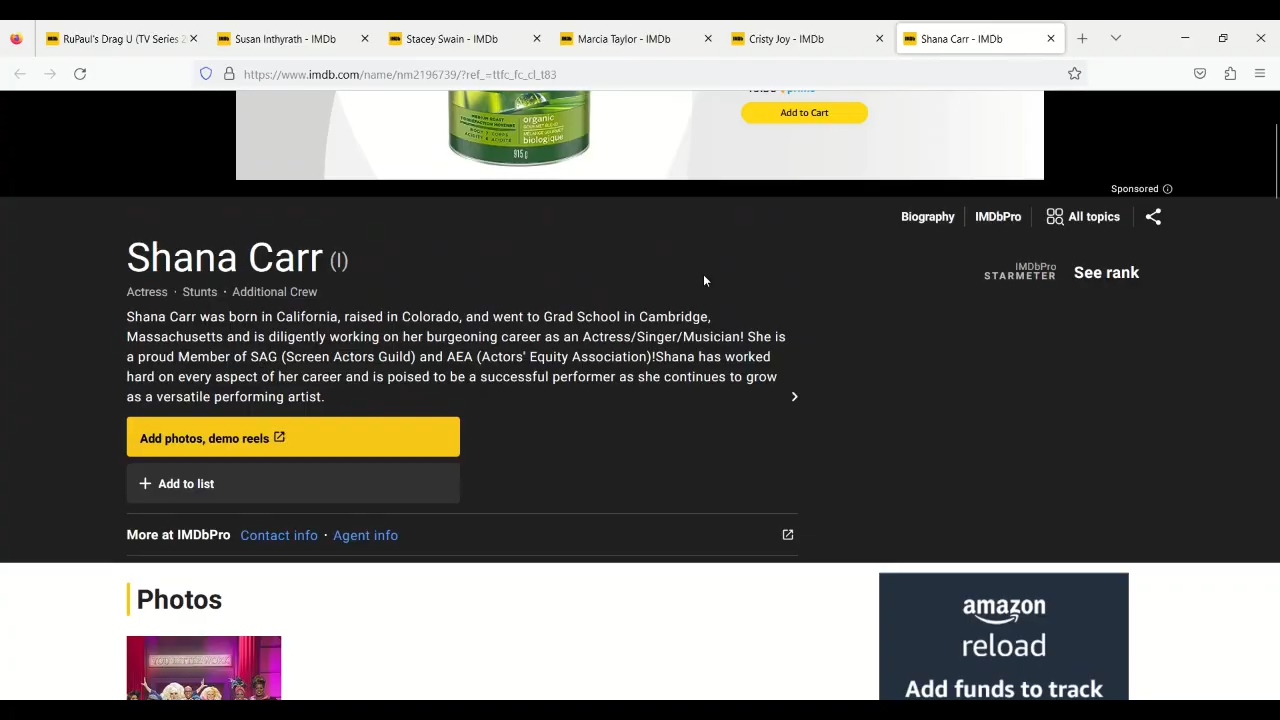 RuPaul's Drag U (TV Series 2
Susan Inthyrath - IMDb
Stacey Swain - IMDb
Marcia Taylor - IMDb
Cristy Joy - IMDb
Shana Carr - IMDb
https://www.imdb.com/name/nm2196739/?ref_=ttfc_fc_cl_t83
organic
biologique
915g
Add to Cart
Sponsored
Biography
IMDbPro
All topics
Shana Carr (I)
IMDbPro
STARMETER
See rank
Actress · Stunts · Additional Crew
Shana Carr was born in California, raised in Colorado, and went to Grad School in Cambridge,
Massachusetts and is diligently working on her burgeoning career as an Actress/Singer/Musician! She is
a proud Member of SAG (Screen Actors Guild) and AEA (Actors' Equity Association)!Shana has worked
hard on every aspect of her career and is poised to be a successful performer as she continues to grow
as a versatile performing artist.
Add photos, demo reels
+ Add to list
More at IMDbPro Contact info · Agent info
Photos
YOU BETTER WORK
amazon
reload
Add funds to track